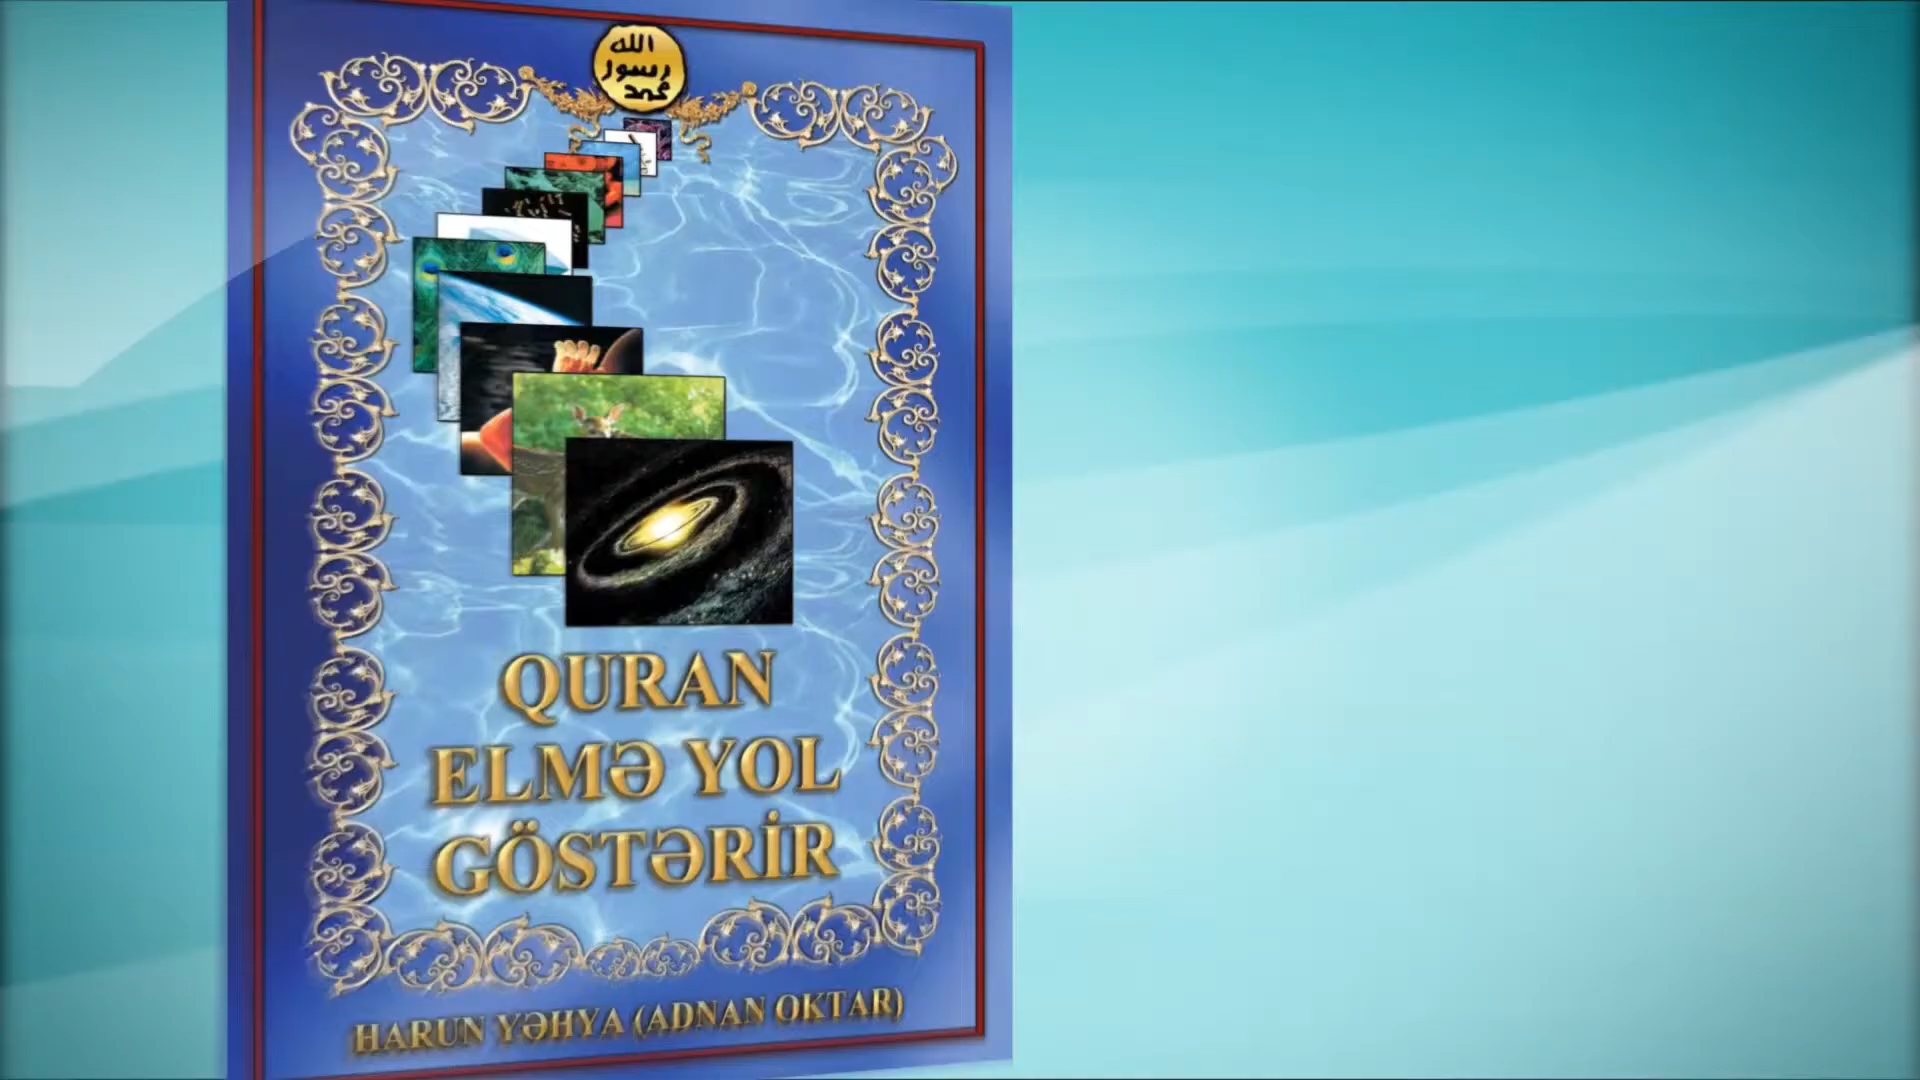 الله
رسول
محمد
QURAN
ELMƏ YOL
GÖSTƏRİR
HARUN YƏHYA (ADNAN OKTAR)